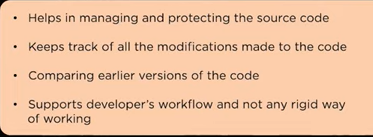 • Helps in managing and protecting the source code
• Keeps track of all the modifications made to the code
• Comparing earlier versions of the code
• Supports developer's workflow and not any rigid way
of working